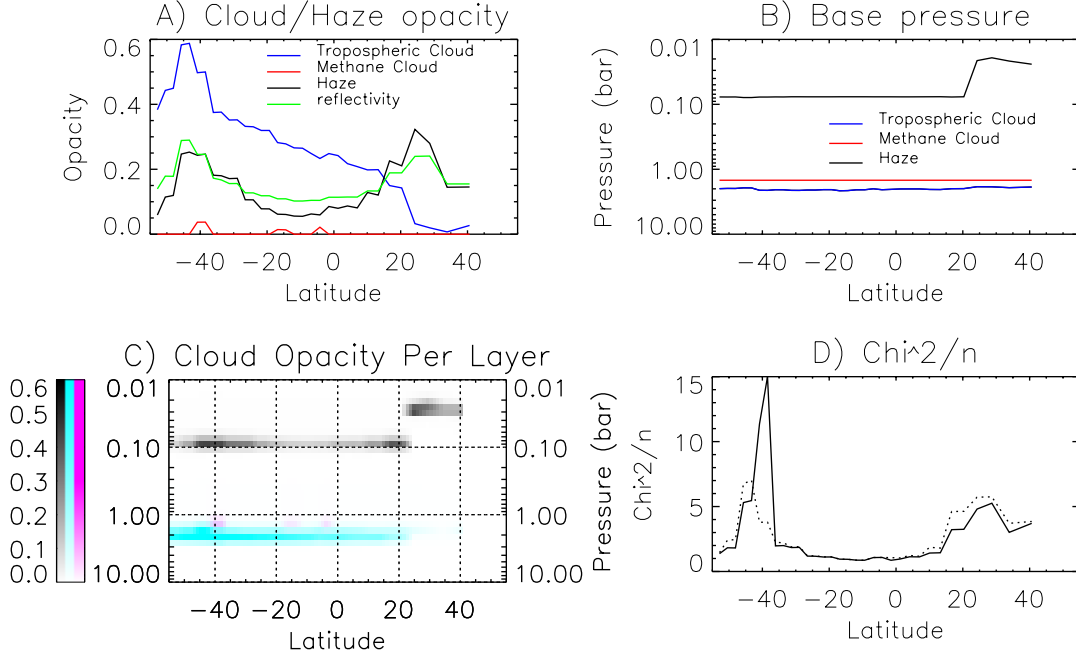 A) Cloud/Haze opacity
0.6
0.4
0.2
0.0
Opacity
Tropospheric Cloud
Methane Cloud
Haze
reflectivity
−40 −20 0 20 40
Latitude
B) Base pressure
0.01
0.10
1.00
10.00
Pressure (bar)
Tropospheric Cloud
Methane Cloud
Haze
−40 −20 0 20 40
Latitude
C) Cloud Opacity Per Layer
0.6
0.5
0.4
0.3
0.2
0.1
0.0
0.01
0.10
1.00
10.00
0.01
0.10
1.00
10.00
Pressure (bar)
−40 −20 0 20 40
Latitude
D) Chi^2/n
15
10
5
0
Chi^2/n
−40 −20 0 20 40
Latitude